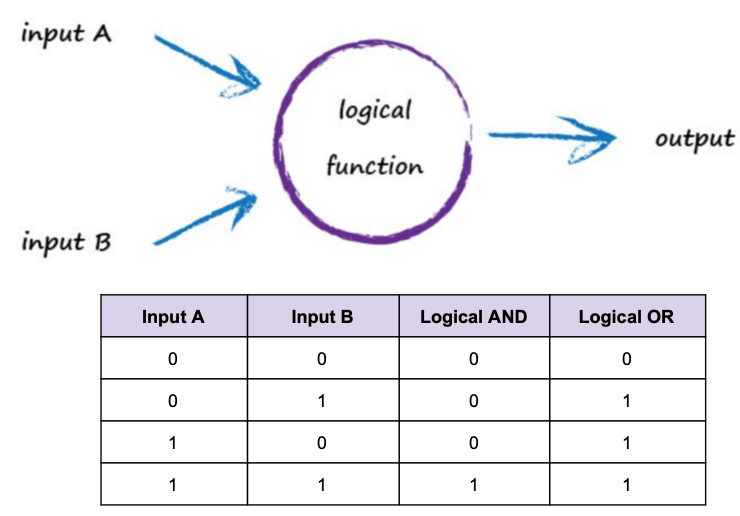 input A
logical
function
output
input B
Input A Input B Logical AND Logical OR
0 0 0 0
0 1 0 1
1 0 0 1
1 1 1 1